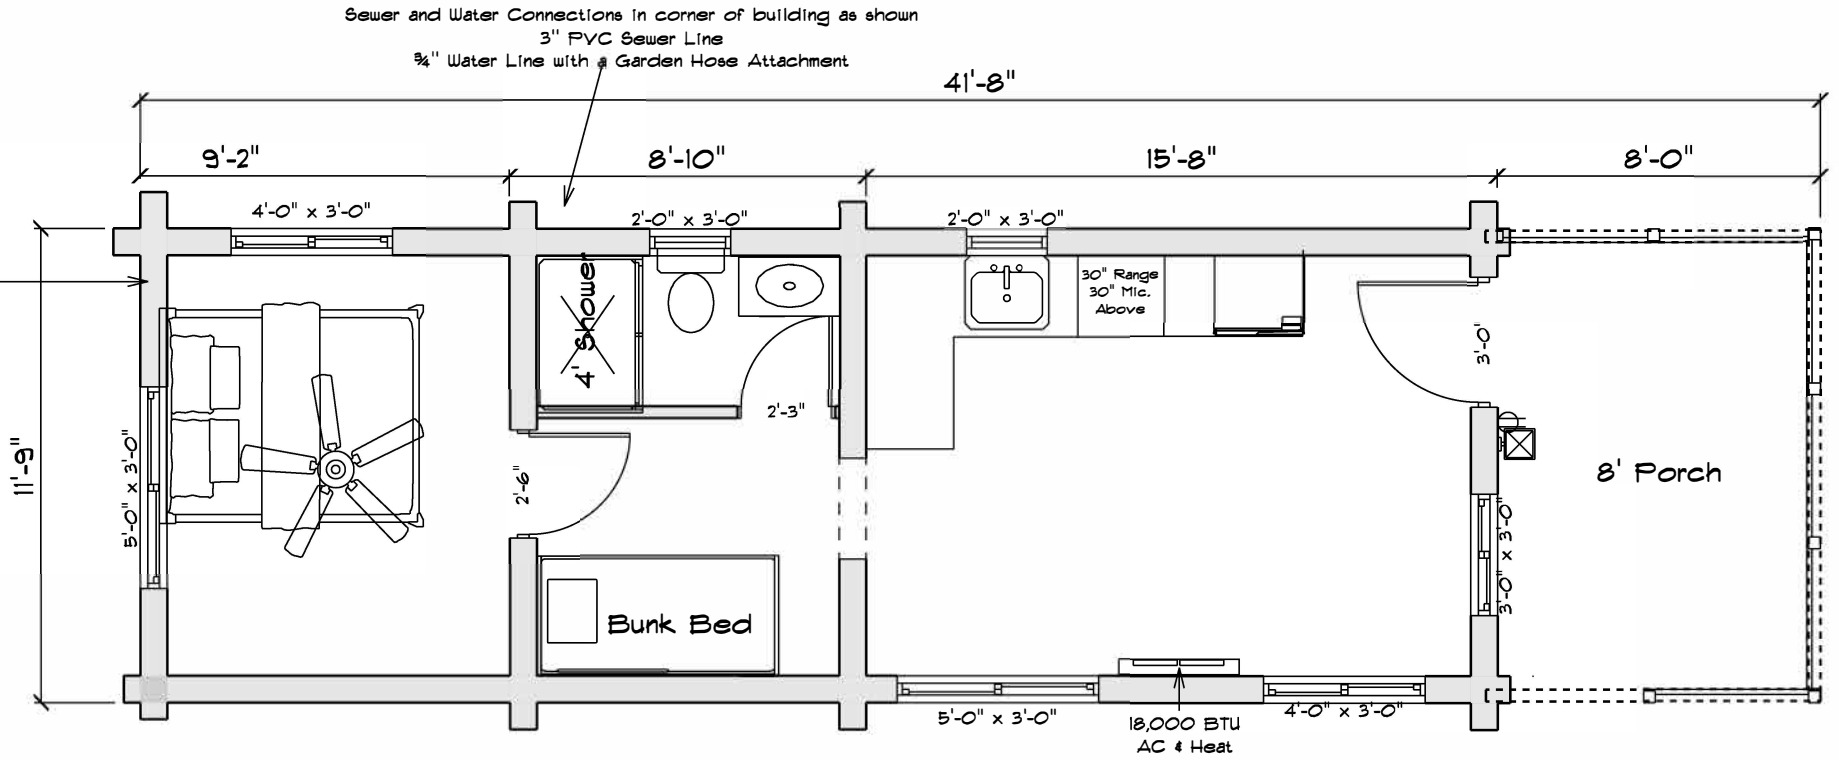 Sewer and Water Connections in corner of building as shown
3" PVC Sewer Line
¾" Water Line with a Garden Hose Attachment
41'-8"
9'-2"
8'-10"
15'-8"
8'-0"
4'-0" x 3'-0"
2'-0" x 3'-0"
2'-0" x 3'-0"
4' Shower
30" Range
30" Mic.
Above
3'-0'
2'-3"
11'-9"
5'-0" x 3'-0"
2'-6"
8' Porch
3'-0" x 3'-0"
Bunk Bed
5'-0" x 3'-0"
18,000 BTU
AC & Heat
4'-0" x 3'-0"